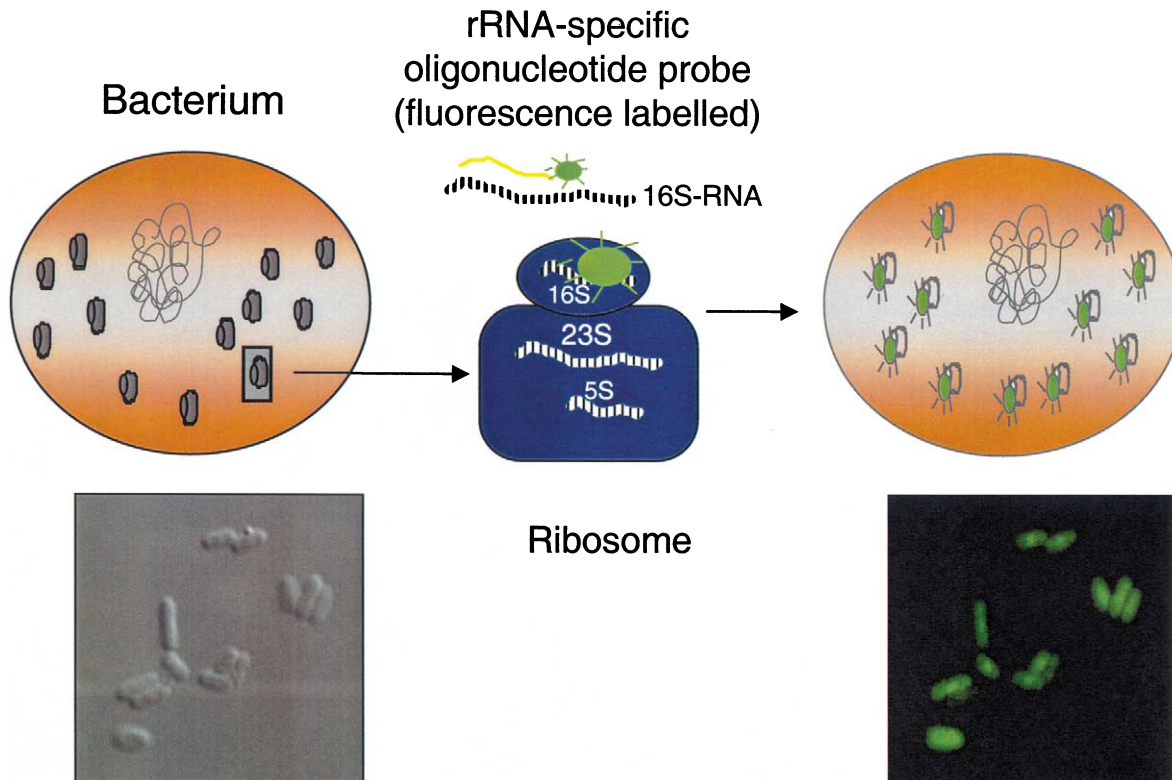 rRNA-specific
oligonucleotide probe
(fluorescence labelled)
Bacterium
16S-RNA
16S
23S
5S
Ribosome